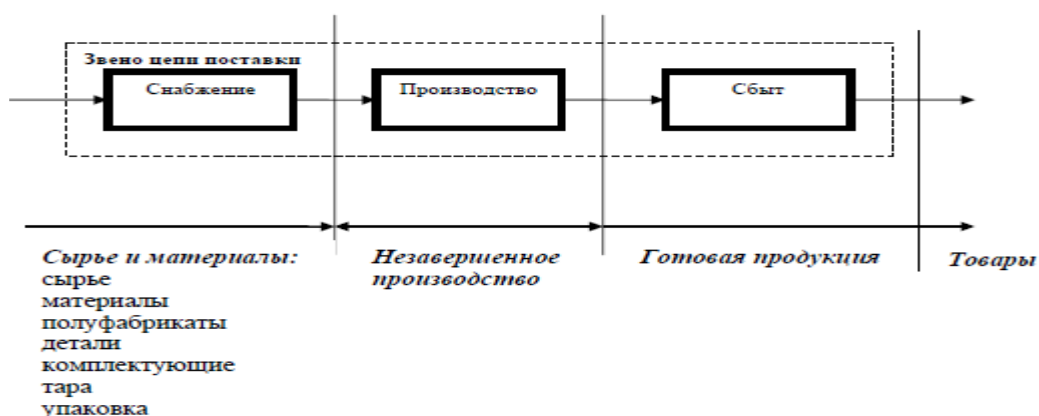 Звено цепи поставки
Снабжение
Производство
Сбыт
Сырье и материалы:
сырье
материалы
полуфабрикаты
детали
комплектующие
тара
упаковка
Незавершенное
производство
Готовая продукция
Товары